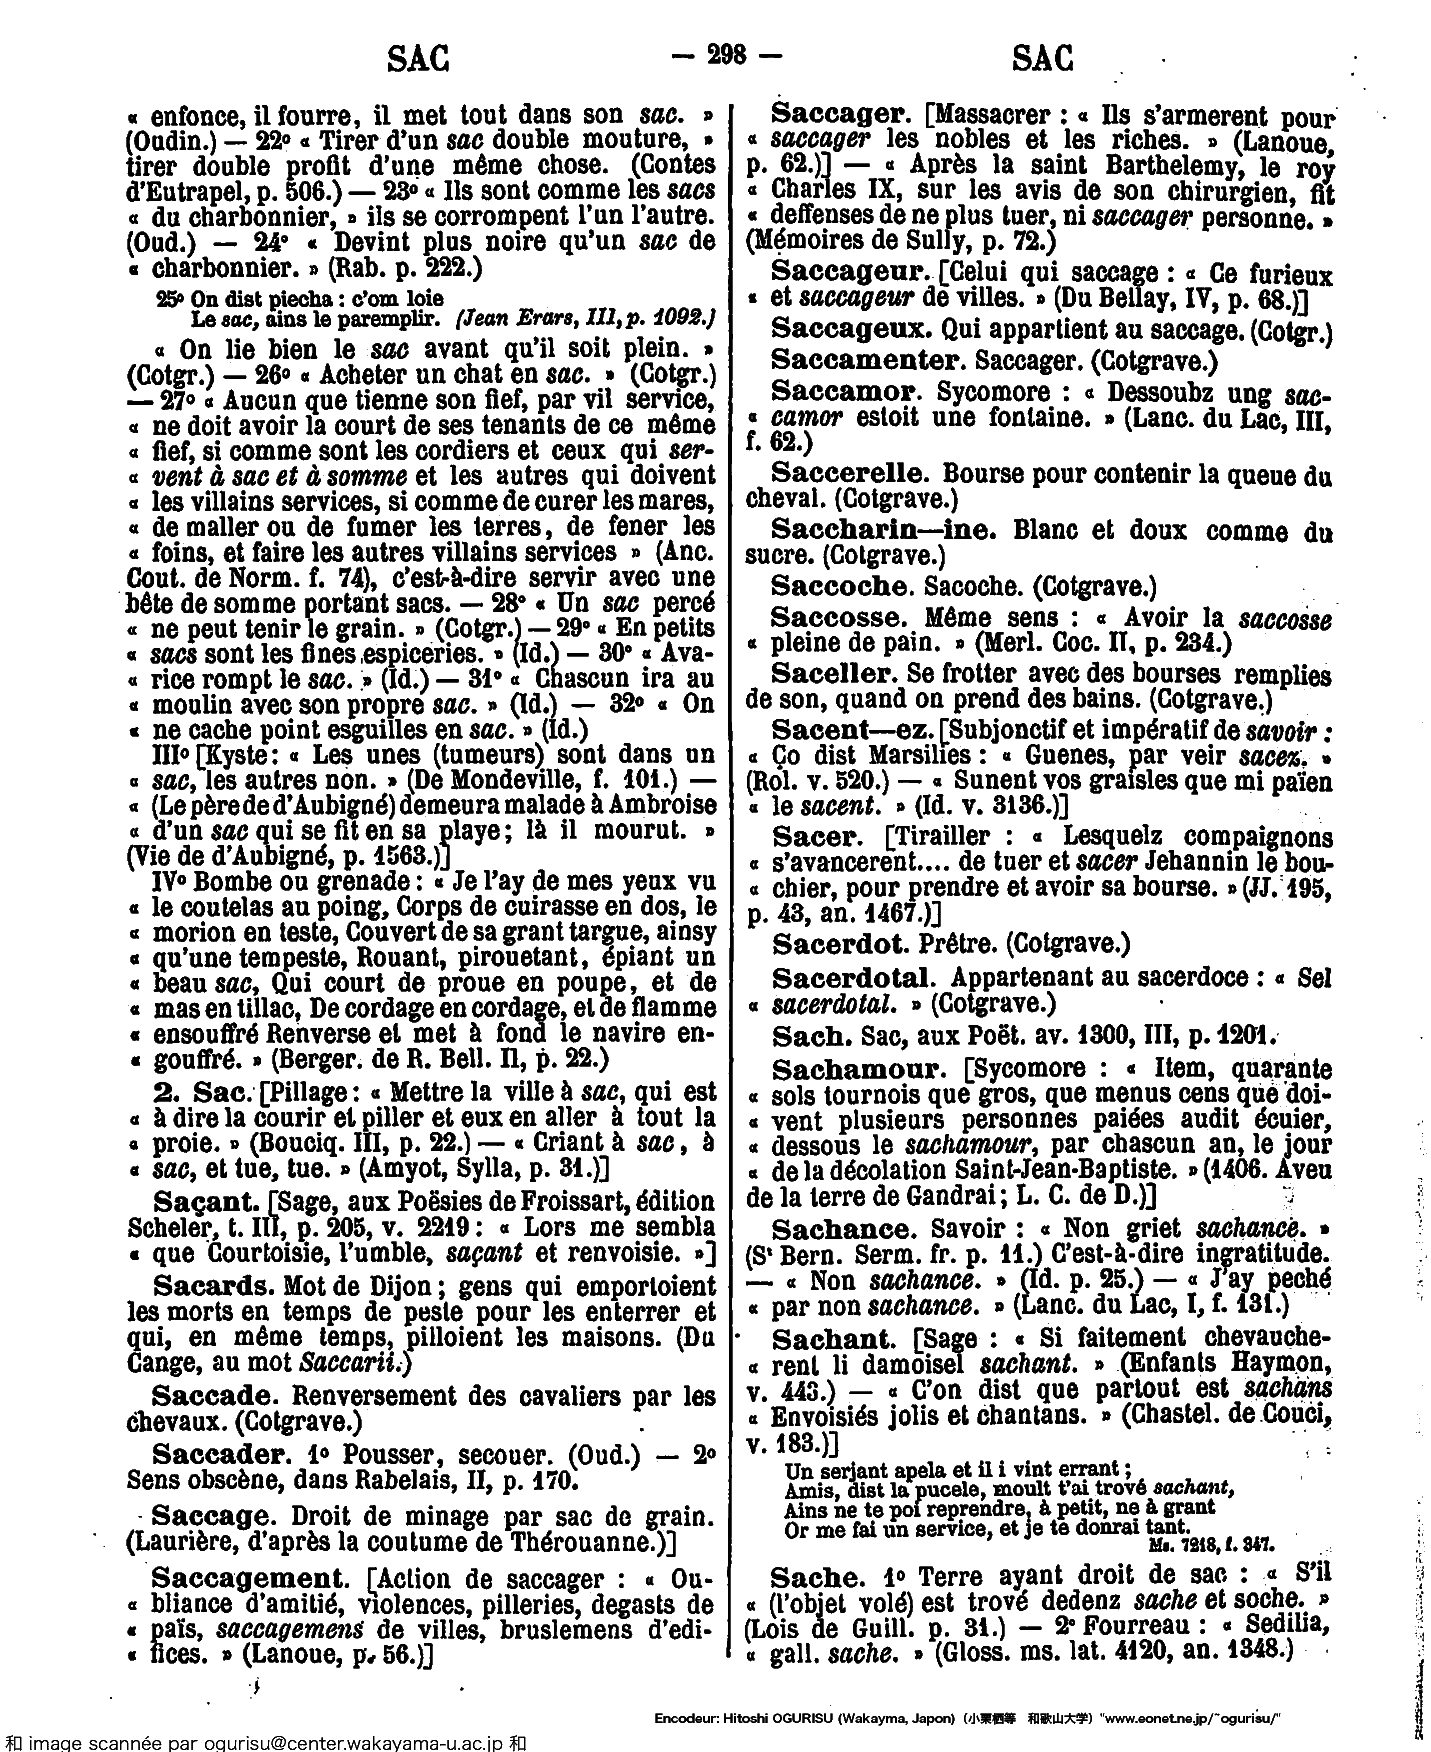 SAC — 298 — SAC
« enfonce, il fourre, il met tout dans son sac. »
(Oudin.) — 22º « Tirer d'un sac double mouture, »
tirer double profit d'une même chose. (Contes
d'Eutrapel, p. 506.) — 23º « Ils sont comme les sacs
« du charbonnier, » ils se corrompent l'un l'autre.
(Oud.) — 24º « Devint plus noire qu'un sac de
« charbonnier. » (Rab. p. 222.)
25º On dist piecha : c'om loie
Le sac, ains le paremplir. (Jean Erars, III, p. 1092.)
« On lie bien le sac avant qu'il soit plein. »
(Cotgr.) — 26º « Acheter un chat en sac. » (Cotgr.)
— 27º « Aucun que tienne son fief, par vil service,
« ne doit avoir la court de ses tenants de ce même
« fief, si comme sont les cordiers et ceux qui ser-
« vent à sac et à somme et les autres qui doivent
« les villains services, si comme de curer les mares,
« de maller ou de fumer les terres, de fener les
« foins, et faire les autres villains services » (Anc.
Cout. de Norm. f. 74), c'est-à-dire servir avec une
bête de somme portant sacs. — 28º « Un sac percé
« ne peut tenir le grain. » (Cotgr.) — 29º « En petits
« sacs sont les fines espiceries. » (Id.) — 30º « Ava-
« rice rompt le sac. » (Id.) — 31º « Chascun ira au
« moulin avec son propre sac. » (Id.) — 32º « On
« ne cache point esguilles en sac. » (Id.)
IIIº [Kyste : « Les unes (tumeurs) sont dans un
« sac, les autres non. » (De Mondeville, f. 101.) —
« (Le père de d'Aubigné) demeura malade à Ambroise
« d'un sac qui se fit en sa playe ; là il mourut. »
(Vie de d'Aubigné, p. 1563.)]
IVº Bombe ou grenade : « Je l'ay de mes yeux vu
« le coutelas au poing, Corps de cuirasse en dos, le
« morion en teste, Couvert de sa grant targue, ainsy
« qu'une tempeste, Rouant, pirouetant, épiant un
« beau sac, Qui court de proue en poupe, et de
« mas en tillac, De cordage en cordage, et de flamme
« ensouffré Renverse et met à fond le navire en-
« gouffré. » (Berger. de R. Bell. II, p. 22.)
2. Sac. [Pillage : « Mettre la ville à sac, qui est
« à dire la courir et piller et eux en aller à tout la
« proie. » (Bouciq. III, p. 22.) — « Criant à sac, à
« sac, et tue, tue. » (Amyot, Sylla, p. 31.)]
Saçant. [Sage, aux Poësies de Froissart, édition
Scheler, t. III, p. 205, v. 2219 : « Lors me sembla
« que Courtoisie, l'umble, saçant et renvoisie. »]
Sacards. Mot de Dijon ; gens qui emportoient
les morts en temps de peste pour les enterrer et
qui, en même temps, pilloient les maisons. (Du
Cange, au mot Saccarii.)
Saccade. Renversement des cavaliers par les
chevaux. (Cotgrave.)
Saccader. 1º Pousser, secouer. (Oud.) — 2º
Sens obscène, dans Rabelais, II, p. 170.
Saccage. Droit de minage par sac de grain.
(Laurière, d'après la coutume de Thérouanne.)]
Saccagement. [Action de saccager : « Ou-
« bliance d'amitié, violences, pilleries, degasts de
« païs, saccagemens de villes, bruslemens d'edi-
« fices. » (Lanoue, p. 56.)]
Saccager. [Massacrer : « Ils s'armerent pour
« saccager les nobles et les riches. » (Lanoue,
p. 62.)] — « Après la saint Barthelemy, le roy
« Charles IX, sur les avis de son chirurgien, fit
« deffenses de ne plus tuer, ni saccager personne. »
(Mémoires de Sully, p. 72.)
Saccageur. [Celui qui saccage : « Ce furieux
« et saccageur de villes. » (Du Bellay, IV, p. 68.)]
Saccageux. Qui appartient au saccage. (Cotgr.)
Saccamenter. Saccager. (Cotgrave.)
Saccamor. Sycomore : « Dessoubz ung sac-
« camor estoit une fontaine. » (Lanc. du Lac, III,
f. 62.)
Saccerelle. Bourse pour contenir la queue du
cheval. (Cotgrave.)
Saccharin—ine. Blanc et doux comme du
sucre. (Cotgrave.)
Saccoche. Sacoche. (Cotgrave.)
Saccosse. Même sens : « Avoir la saccosse
« pleine de pain. » (Merl. Coc. II, p. 234.)
Saceller. Se frotter avec des bourses remplies
de son, quand on prend des bains. (Cotgrave.)
Sacent—ez. [Subjonctif et impératif de savoir :
« Ço dist Marsilies : « Guenes, par veir sacez. »
(Rol. v. 520.) — « Sunent vos graisles que mi païen
« le sacent. » (Id. v. 3136.)]
Sacer. [Tirailler : « Lesquelz compaignons
« s'avancerent.... de tuer et sacer Jehannin le bou-
« chier, pour prendre et avoir sa bourse. » (JJ. 195,
p. 43, an. 1467.)]
Sacerdot. Prêtre. (Cotgrave.)
Sacerdotal. Appartenant au sacerdoce : « Sel
« sacerdotal. » (Cotgrave.)
Sach. Sac, aux Poët. av. 1300, III, p. 1201.
Sachamour. [Sycomore : « Item, quarante
« sols tournois que gros, que menus cens que doi-
« vent plusieurs personnes paiées audit écuier,
« dessous le sachamour, par chascun an, le jour
« de la décolation Saint-Jean-Baptiste. » (1406. Aveu
de la terre de Gandrai ; L. C. de D.)]
Sachance. Savoir : « Non griet sachance. »
(Sᵗ Bern. Serm. fr. p. 11.) C'est-à-dire ingratitude.
— « Non sachance. » (Id. p. 25.) — « J'ay peché
« par non sachance. » (Lanc. du Lac, I, f. 131.)
Sachant. [Sage : « Si faitement chevauche-
« rent li damoisel sachant. » (Enfants Haymon,
v. 443.) — « C'on dist que partout est sachans
« Envoisiés jolis et chantans. » (Chastel. de Couci,
v. 183.)]
Un serjant apela et il i vint errant ;
Amis, dist la pucele, moult t'ai trové sachant,
Ains ne te poi reprendre, à petit, ne à grant
Or me fai un service, et je te donrai tant.
Ms. 7218, f. 347.
Sache. 1º Terre ayant droit de sac : « S'il
« (l'objet volé) est trové dedenz sache et soche. »
(Lois de Guill. p. 31.) — 2º Fourreau : « Sedilia,
« gall. sache. » (Gloss. ms. lat. 4120, an. 1348.)
Encodeur: Hitoshi OGURISU (Wakayma, Japon)（小栗栖等　和歌山大学）"www.eonet.ne.jp/~ogurisu/"
和 image scannée par ogurisu@center.wakayama-u.ac.jp 和